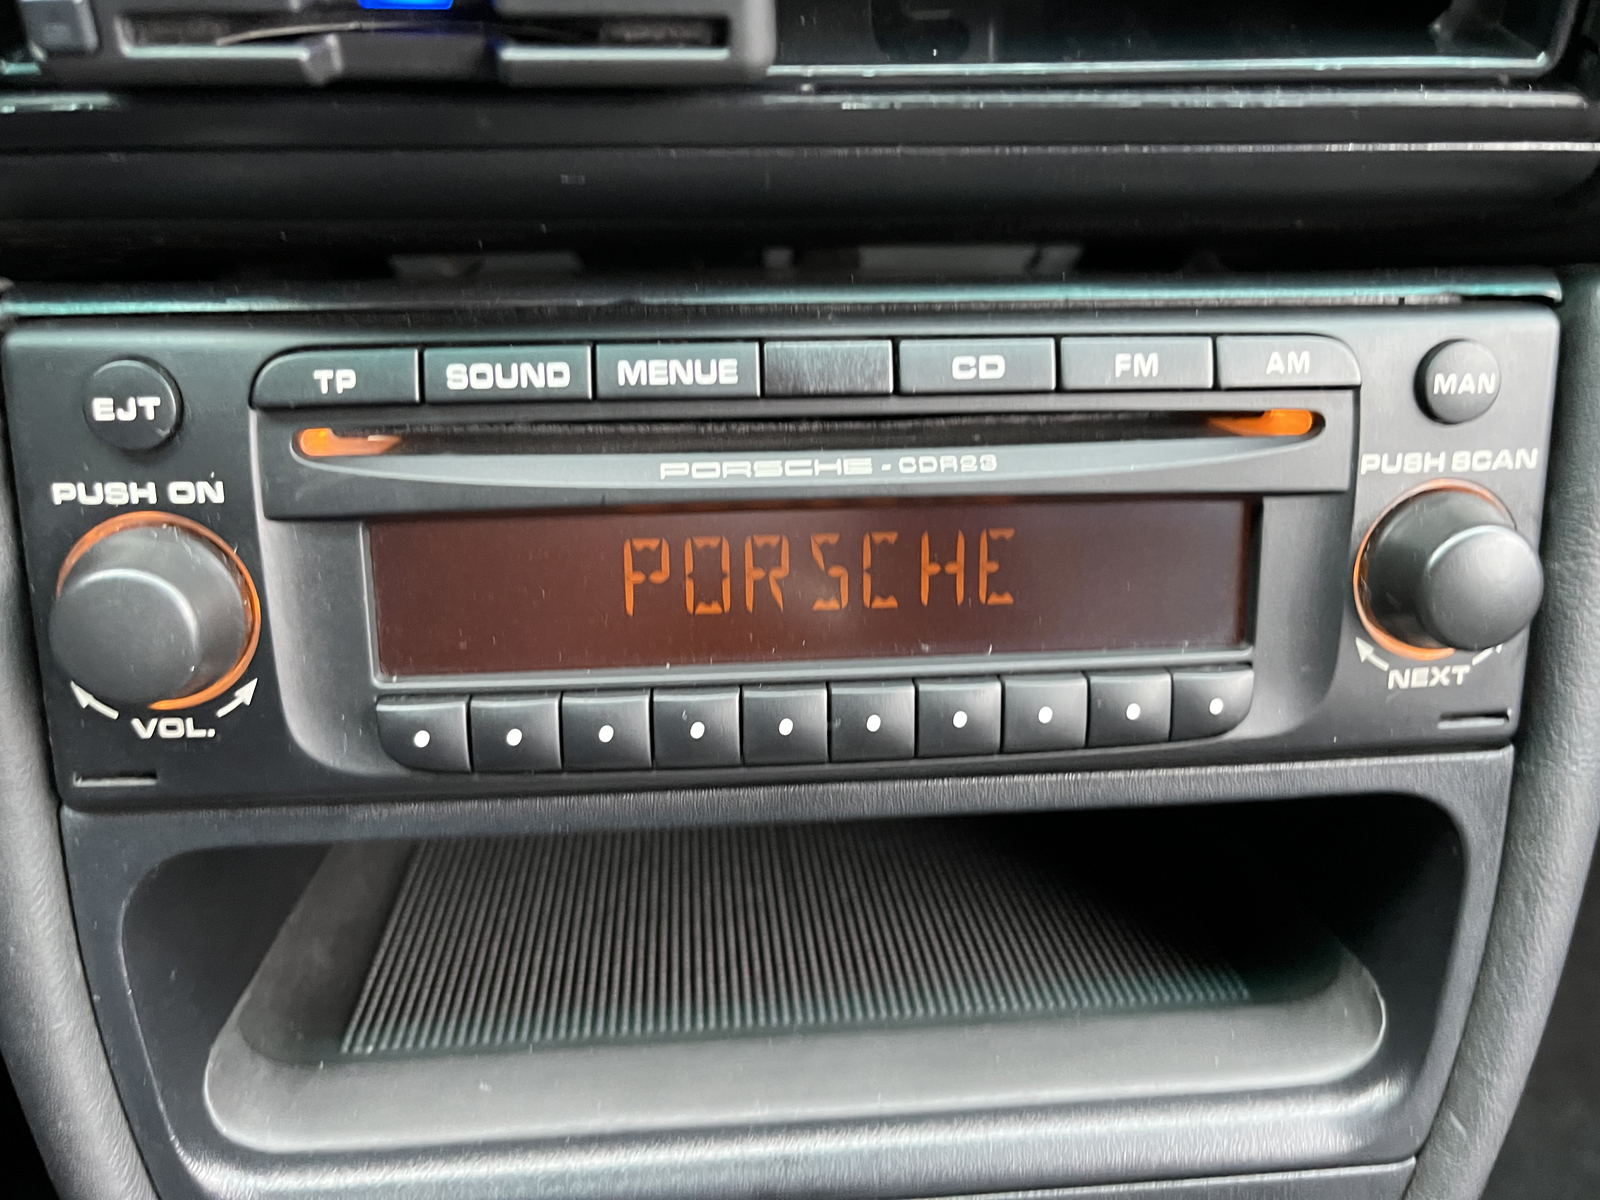 TP SOUND MENUE CD FM AM
EJT
MAN
PORSCHE - CDR23
PUSH ON
PUSH SCAN
PORSCHE
VOL.
NEXT